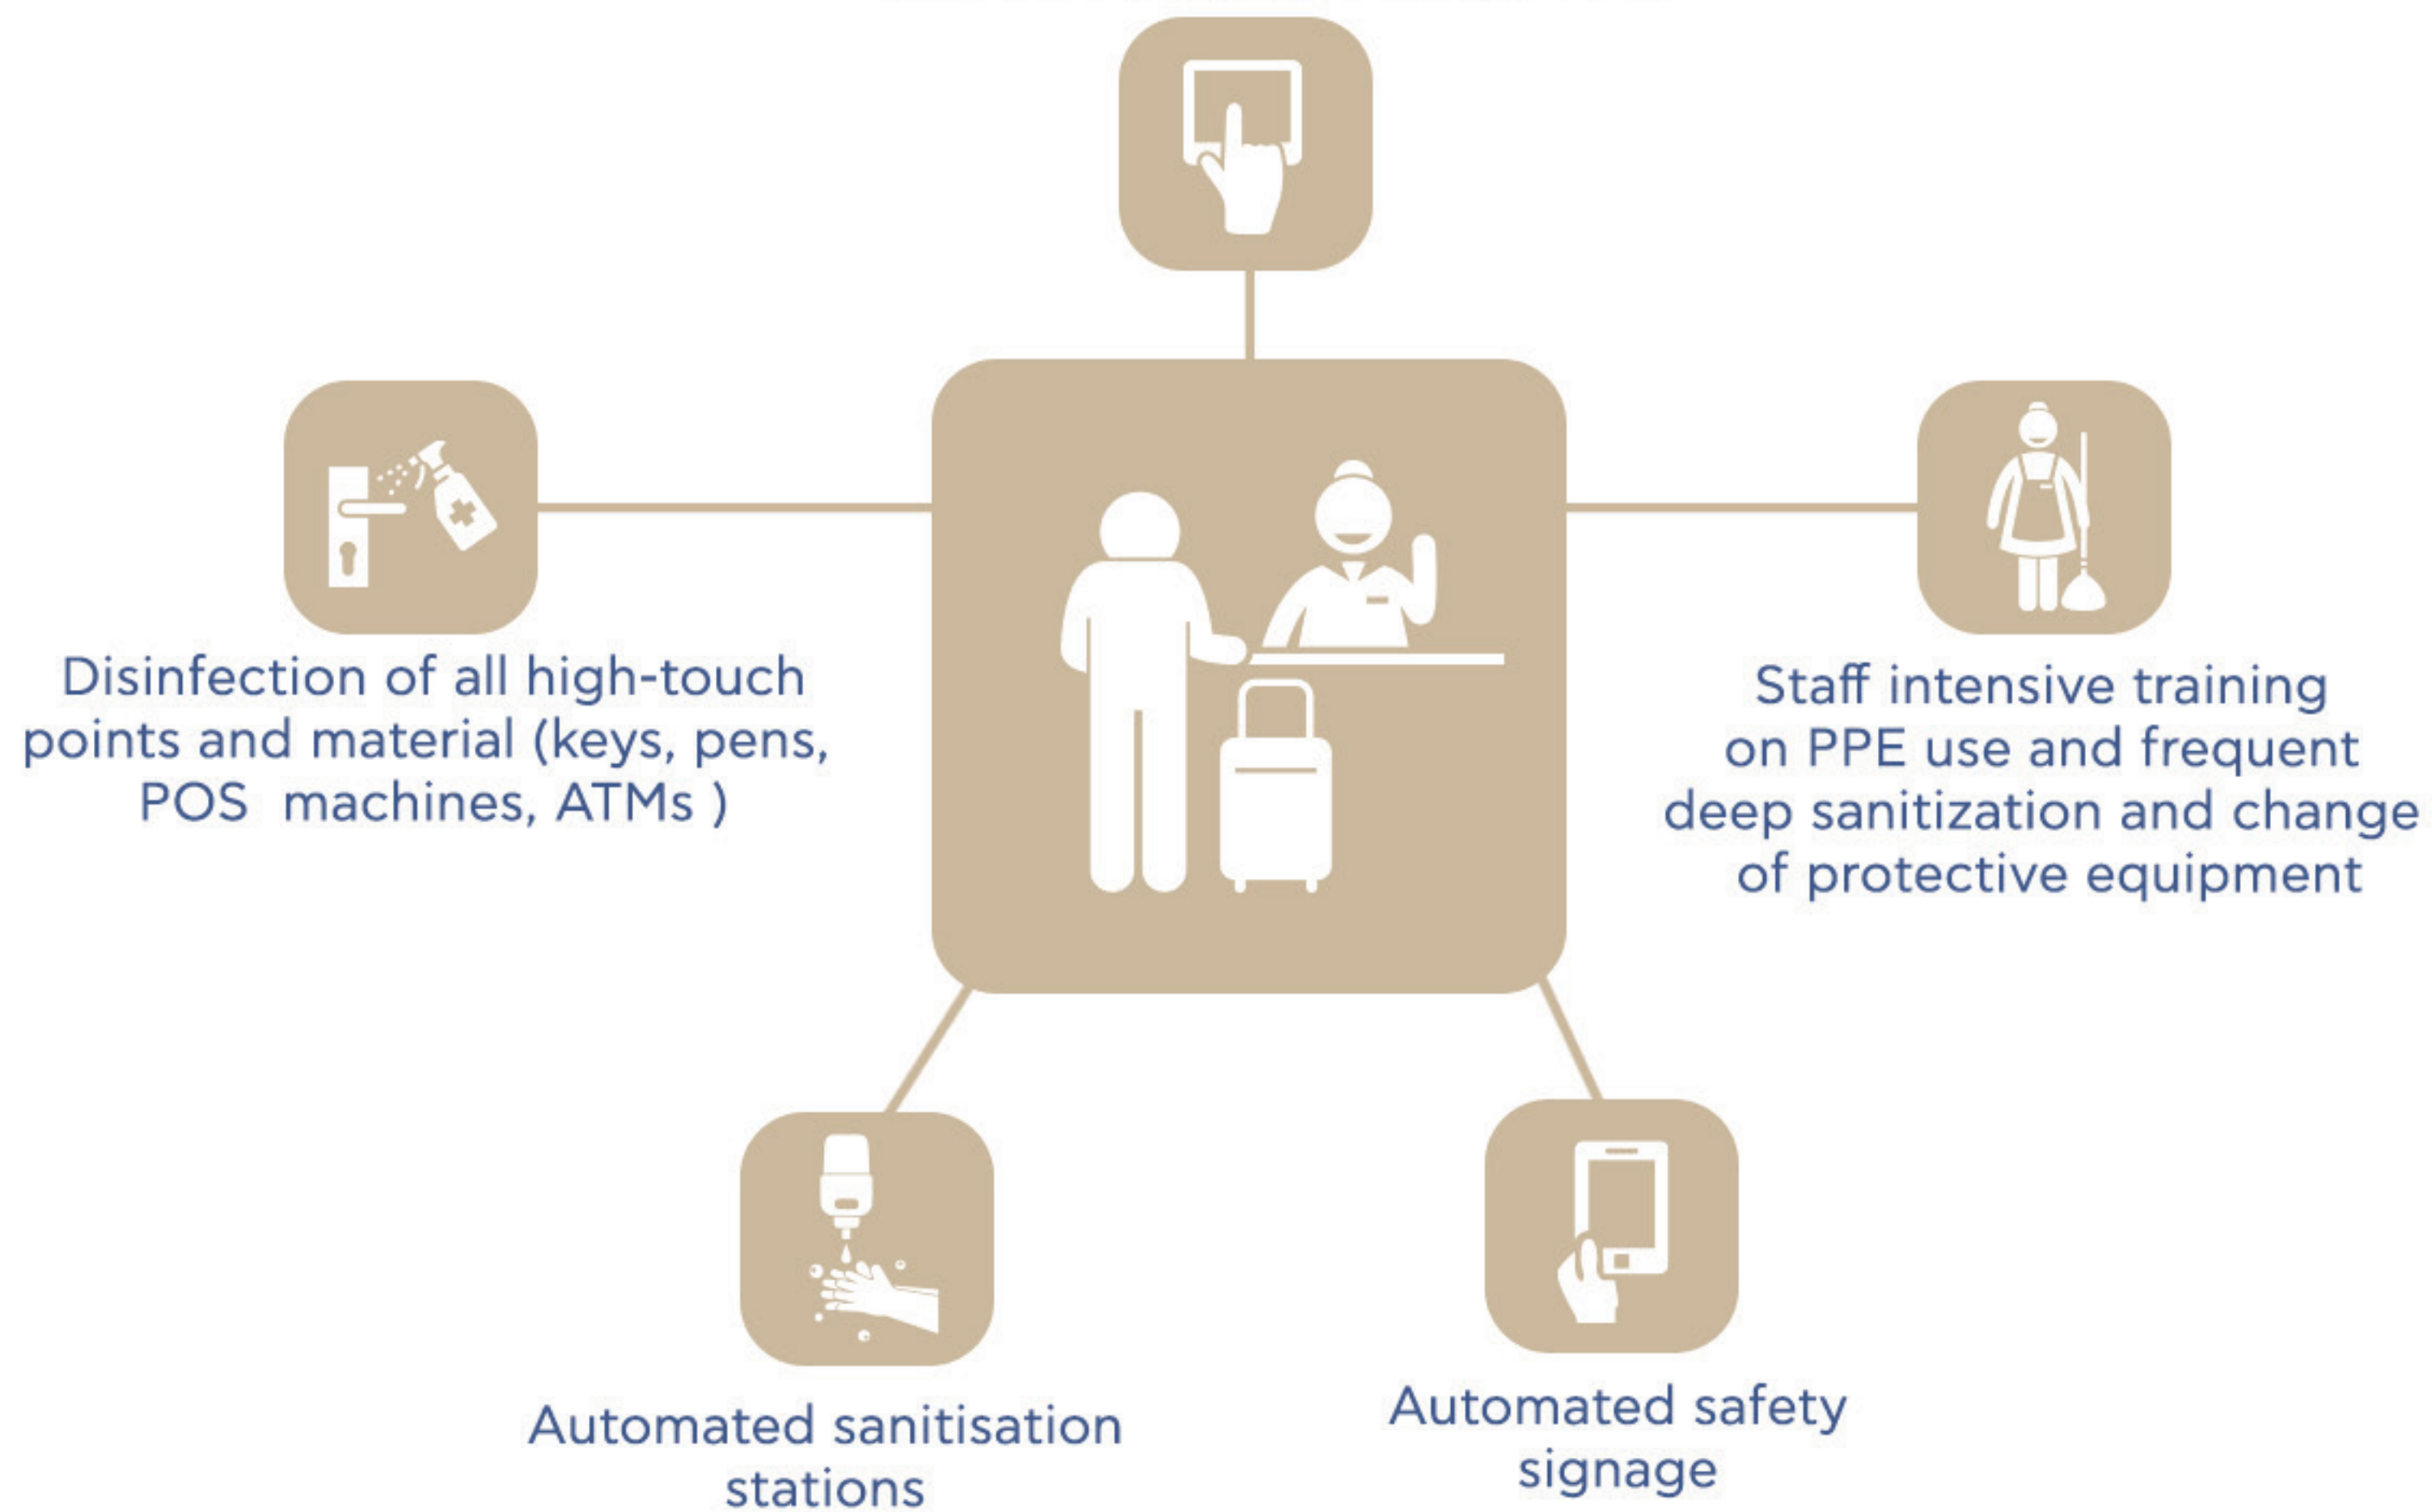 Disinfection of all high-touch
points and material (keys, pens,
POS machines, ATMs )
Staff intensive training
on PPE use and frequent
deep sanitization and change
of protective equipment
Automated sanitisation
stations
Automated safety
signage